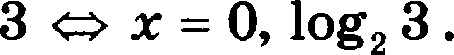 3 ⇔ x = 0, log₂ 3 .